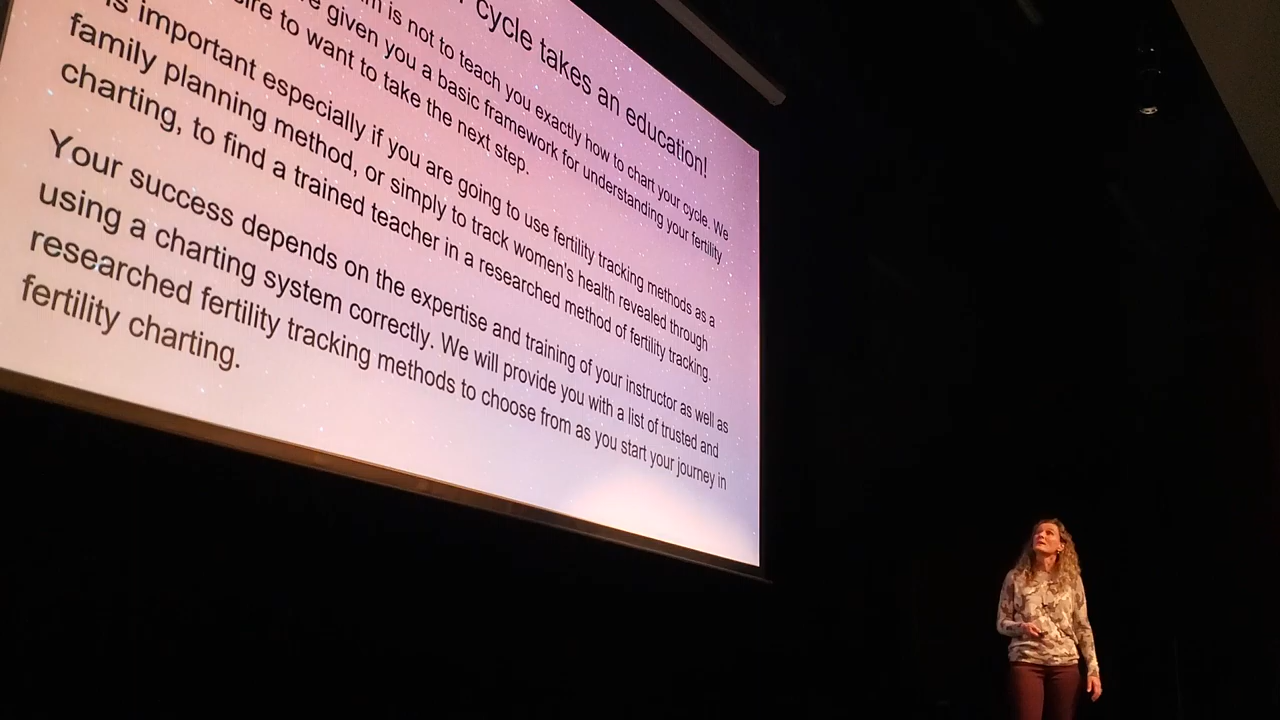 cycle takes an education!
is not to teach you exactly how to chart your cycle. We
given you a basic framework for understanding your fertility
to want to take the next step.
important especially if you are going to use fertility tracking methods as a
family planning method, or simply to track women's health revealed through
charting, to find a trained teacher in a researched method of fertility tracking.
Your success depends on the expertise and training of your instructor as well as
using a charting system correctly. We will provide you with a list of trusted and
researched fertility tracking methods to choose from as you start your journey in
fertility charting.